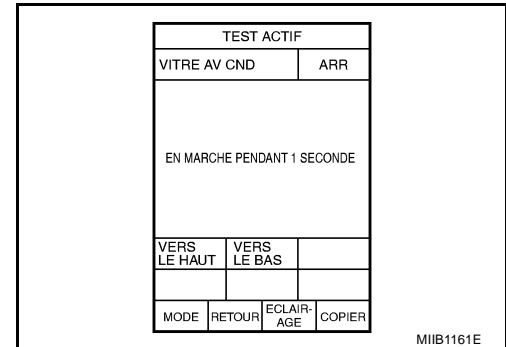 TEST ACTIF
VITRE AV CND ARR
EN MARCHE PENDANT 1 SECONDE
VERS LE HAUT
VERS LE BAS
MODE RETOUR ECLAIR-AGE COPIER
MIIB1161E